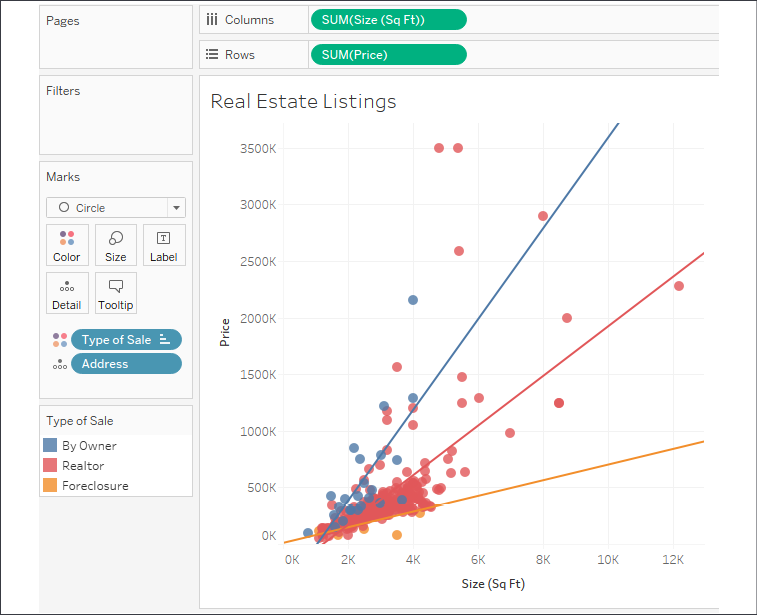 Pages
Columns
SUM(Size (Sq Ft))
Rows
SUM(Price)
Filters
Marks
Circle
Color
Size
Label
T
Detail
Tooltip
Type of Sale
Address
Type of Sale
By Owner
Realtor
Foreclosure
Real Estate Listings
3500K
3000K
2500K
2000K
1500K
1000K
500K
0K
Price
0K 2K 4K 6K 8K 10K 12K
Size (Sq Ft)